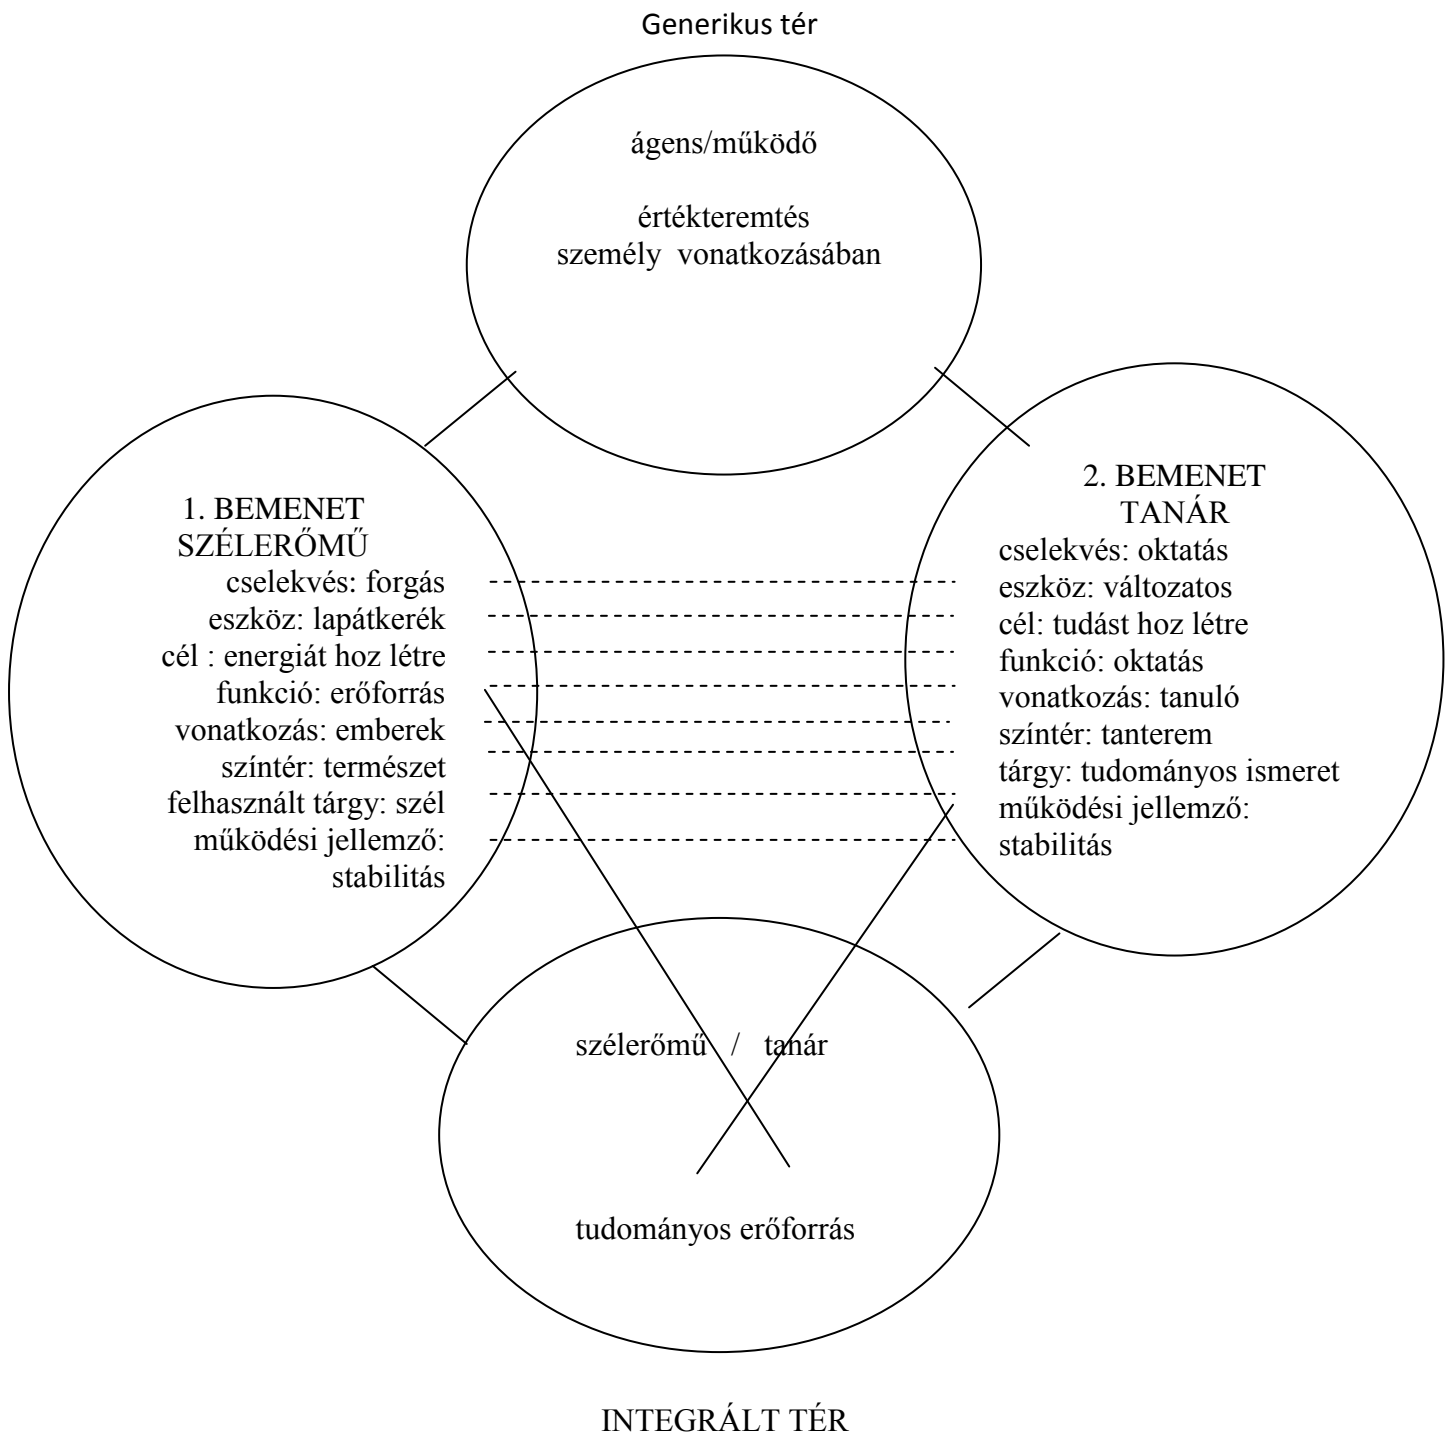 Generikus tér
ágens/működő
értékteremtés
személy vonatkozásában
1. BEMENET
SZÉLERŐMŰ
cselekvés: forgás
eszköz: lapátkerék
cél : energiát hoz létre
funkció: erőforrás
vonatkozás: emberek
színtér: természet
felhasznált tárgy: szél
működési jellemző:
stabilitás
2. BEMENET
TANÁR
cselekvés: oktatás
eszköz: változatos
cél: tudást hoz létre
funkció: oktatás
vonatkozás: tanuló
színtér: tanterem
tárgy: tudományos ismeret
működési jellemző:
stabilitás
szélerőmű / tanár
tudományos erőforrás
INTEGRÁLT TÉR